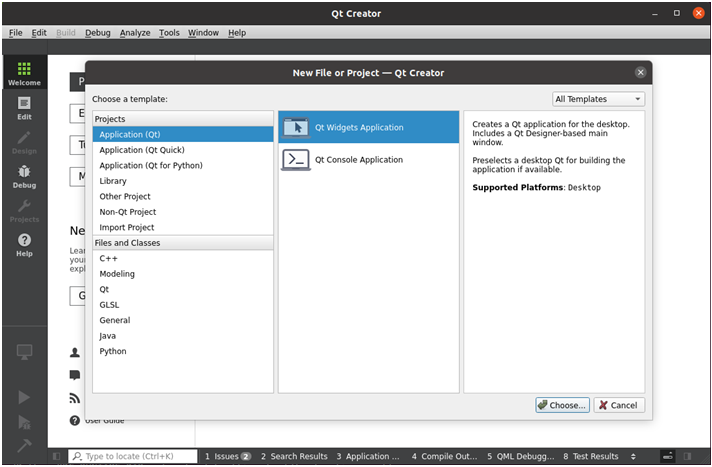 Qt Creator
File Edit Build Debug Analyze Tools Window Help
Welcome
Edit
Design
Debug
Projects
Help
New File or Project — Qt Creator
Choose a template:
All Templates
Projects
Application (Qt)
Application (Qt Quick)
Application (Qt for Python)
Library
Other Project
Non-Qt Project
Import Project
Files and Classes
C++
Modeling
Qt
GLSL
General
Java
Python
Qt Widgets Application
Qt Console Application
Creates a Qt application for the desktop.
Includes a Qt Designer-based main
window.
Preselects a desktop Qt for building the
application if available.
Supported Platforms: Desktop
Choose...
Cancel
User Guide
Type to locate (Ctrl+K)
1 Issues 2
2 Search Results
3 Application ...
4 Compile Out...
5 QML Debugg...
8 Test Results